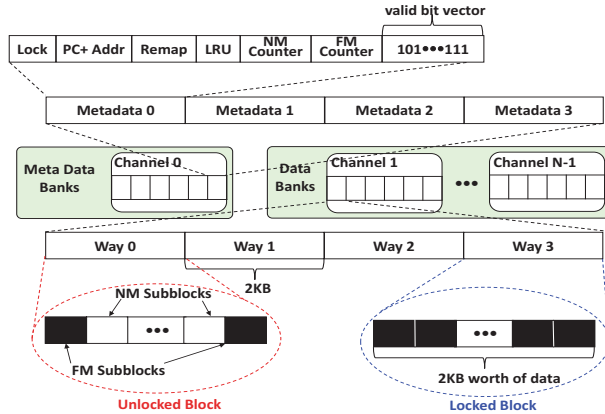 valid bit vector
Lock PC+ Addr Remap LRU NM Counter FM Counter 101•••111
Metadata 0 Metadata 1 Metadata 2 Metadata 3
Meta Data Banks
Channel 0
Data Banks
Channel 1
•••
Channel N-1
Way 0 Way 1 Way 2 Way 3
2KB
NM Subblocks
•••
FM Subblocks
Unlocked Block
•••
2KB worth of data
Locked Block